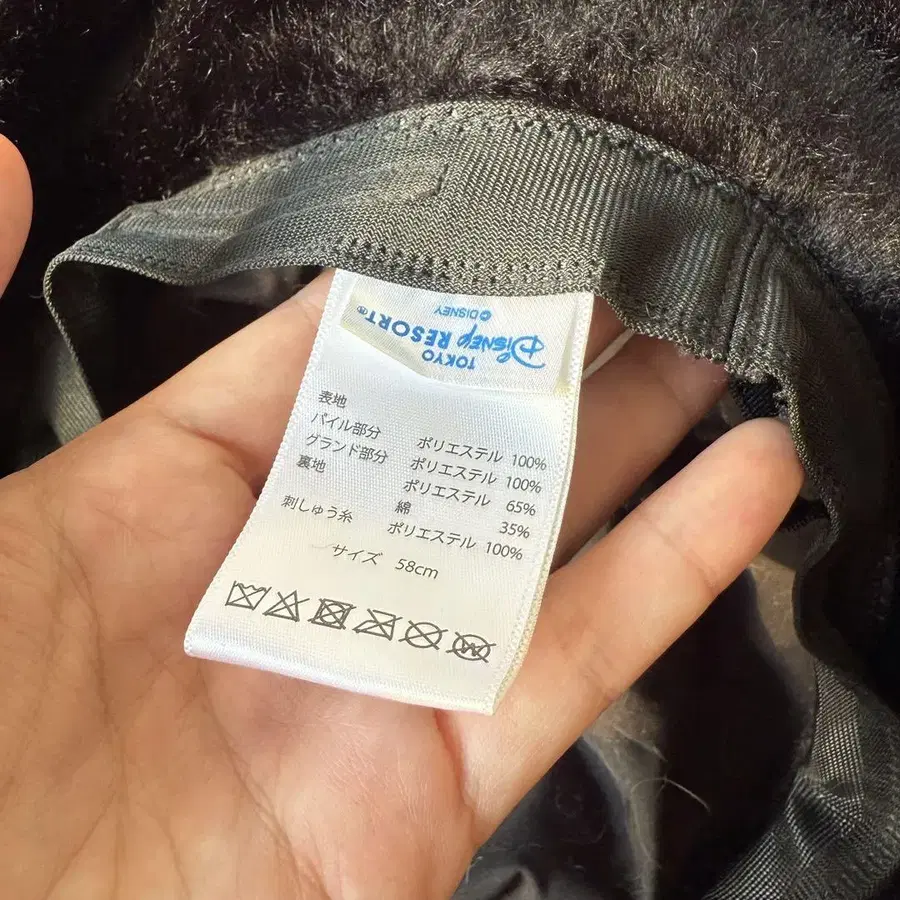 © DISNEY
TOKYO
Disney RESORT®
表地
パイル部分 ポリエステル 100%
グランド部分 ポリエステル 100%
裏地 ポリエステル 65%
綿 35%
刺しゅう糸 ポリエステル 100%
サイズ 58cm